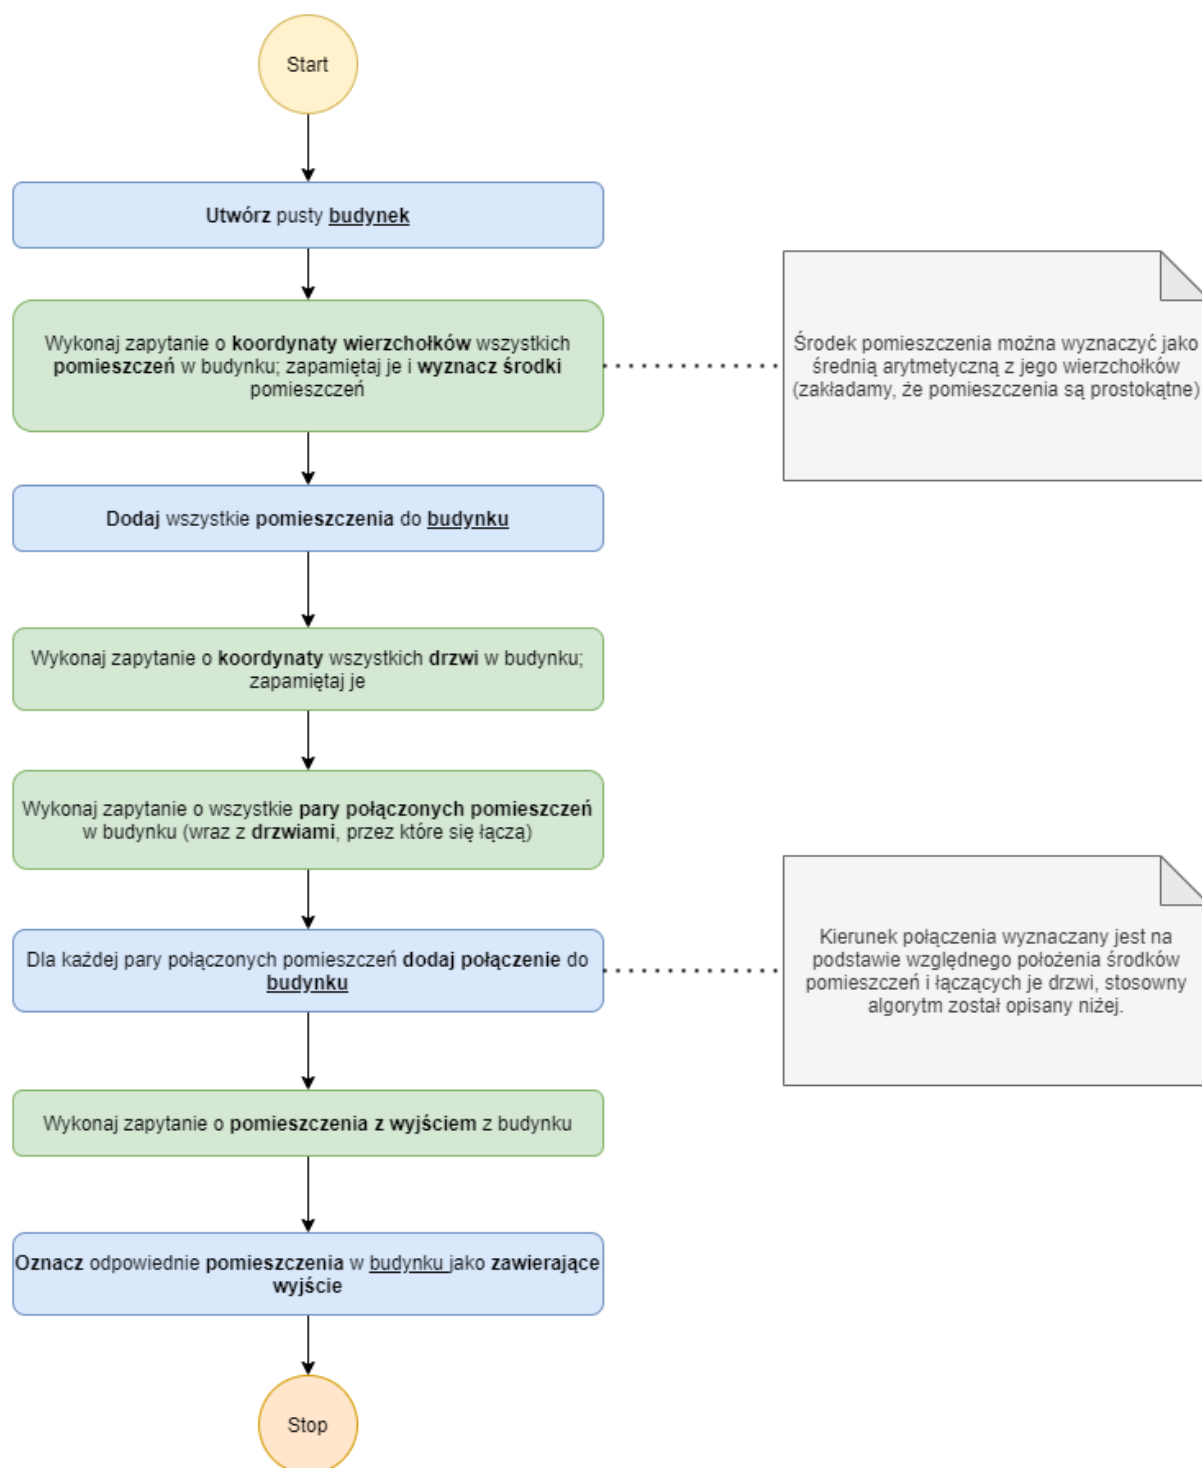 Start
Utwórz pusty budynek
Wykonaj zapytanie o koordynaty wierzchołków wszystkich
pomieszczeń w budynku; zapamiętaj je i wyznacz środki
pomieszczeń
Środek pomieszczenia można wyznaczyć jako
średnią arytmetyczną z jego wierzchołków
(zakładamy, że pomieszczenia są prostokątne)
Dodaj wszystkie pomieszczenia do budynku
Wykonaj zapytanie o koordynaty wszystkich drzwi w budynku;
zapamiętaj je
Wykonaj zapytanie o wszystkie pary połączonych pomieszczeń
w budynku (wraz z drzwiami, przez które się łączą)
Dla każdej pary połączonych pomieszczeń dodaj połączenie do
budynku
Kierunek połączenia wyznaczany jest na
podstawie względnego położenia środków
pomieszczeń i łączących je drzwi, stosowny
algorytm został opisany niżej.
Wykonaj zapytanie o pomieszczenia z wyjściem z budynku
Oznacz odpowiednie pomieszczenia w budynku jako zawierające
wyjście
Stop